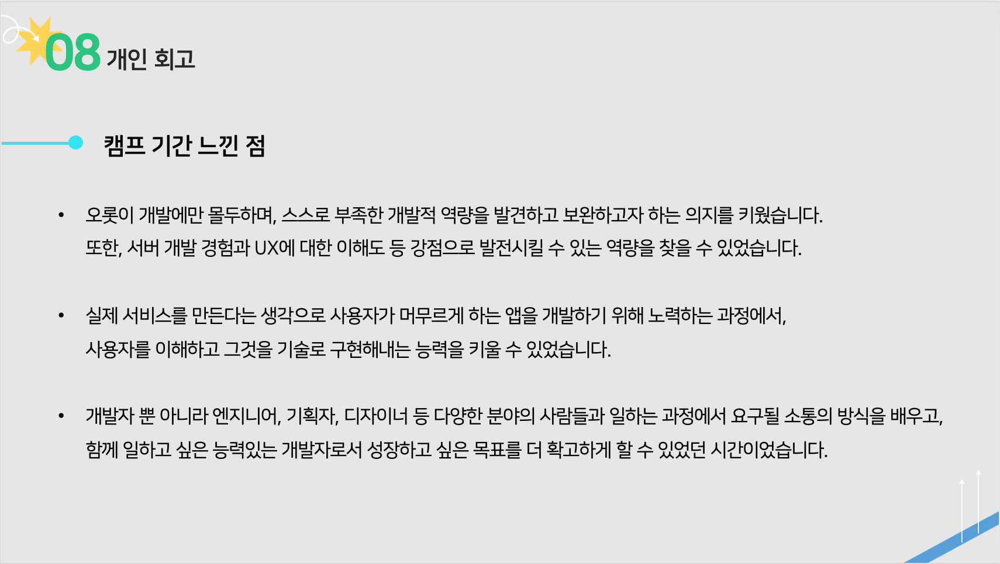 08 개인 회고
캠프 기간 느낀 점
• 오롯이 개발에만 몰두하며, 스스로 부족한 개발적 역량을 발견하고 보완하고자 하는 의지를 키웠습니다.
또한, 서버 개발 경험과 UX에 대한 이해도 등 강점으로 발전시킬 수 있는 역량을 찾을 수 있었습니다.
• 실제 서비스를 만든다는 생각으로 사용자가 머무르게 하는 앱을 개발하기 위해 노력하는 과정에서,
사용자를 이해하고 그것을 기술로 구현해내는 능력을 키울 수 있었습니다.
• 개발자 뿐 아니라 엔지니어, 기획자, 디자이너 등 다양한 분야의 사람들과 일하는 과정에서 요구될 소통의 방식을 배우고,
함께 일하고 싶은 능력있는 개발자로서 성장하고 싶은 목표를 더 확고하게 할 수 있었던 시간이었습니다.